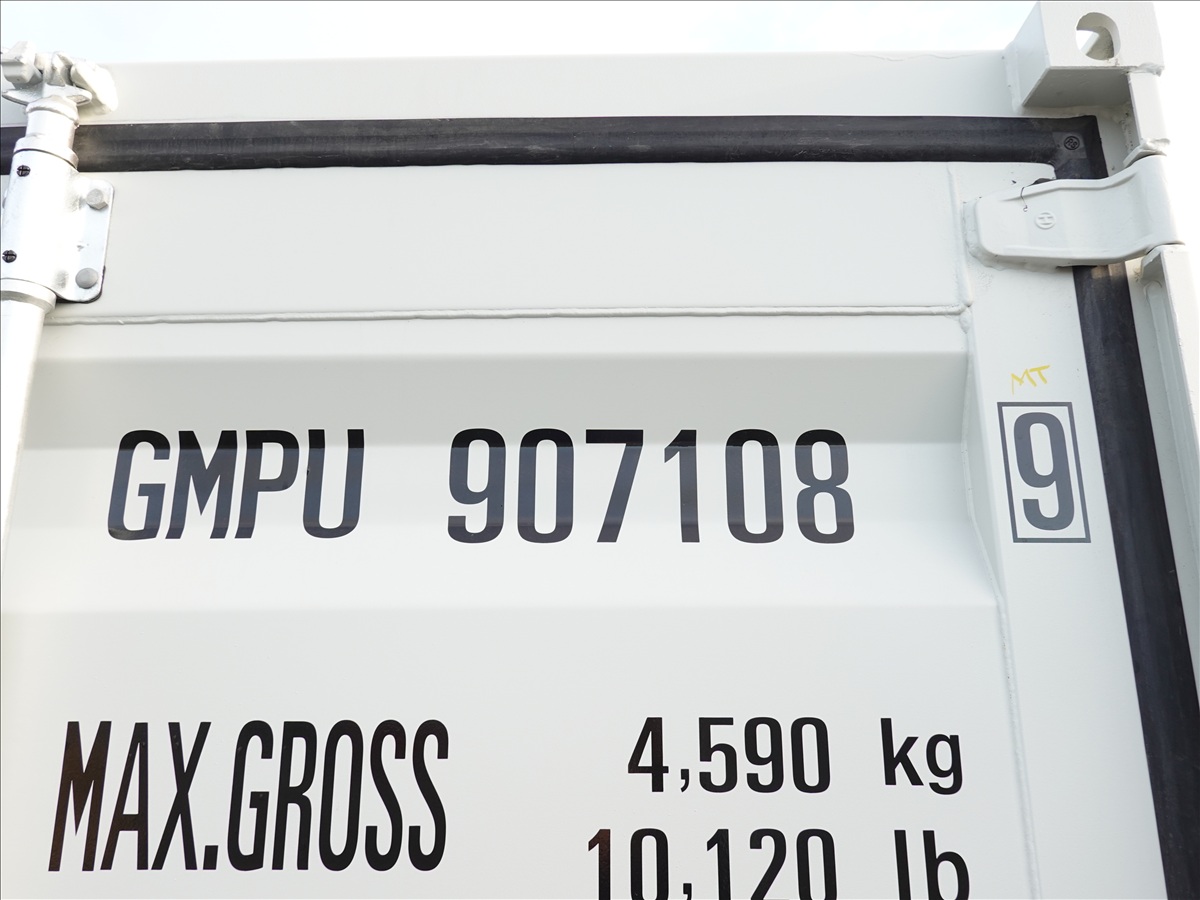 MT
GMPU 907108 9
MAX.GROSS 4,590 kg
10,120 lb